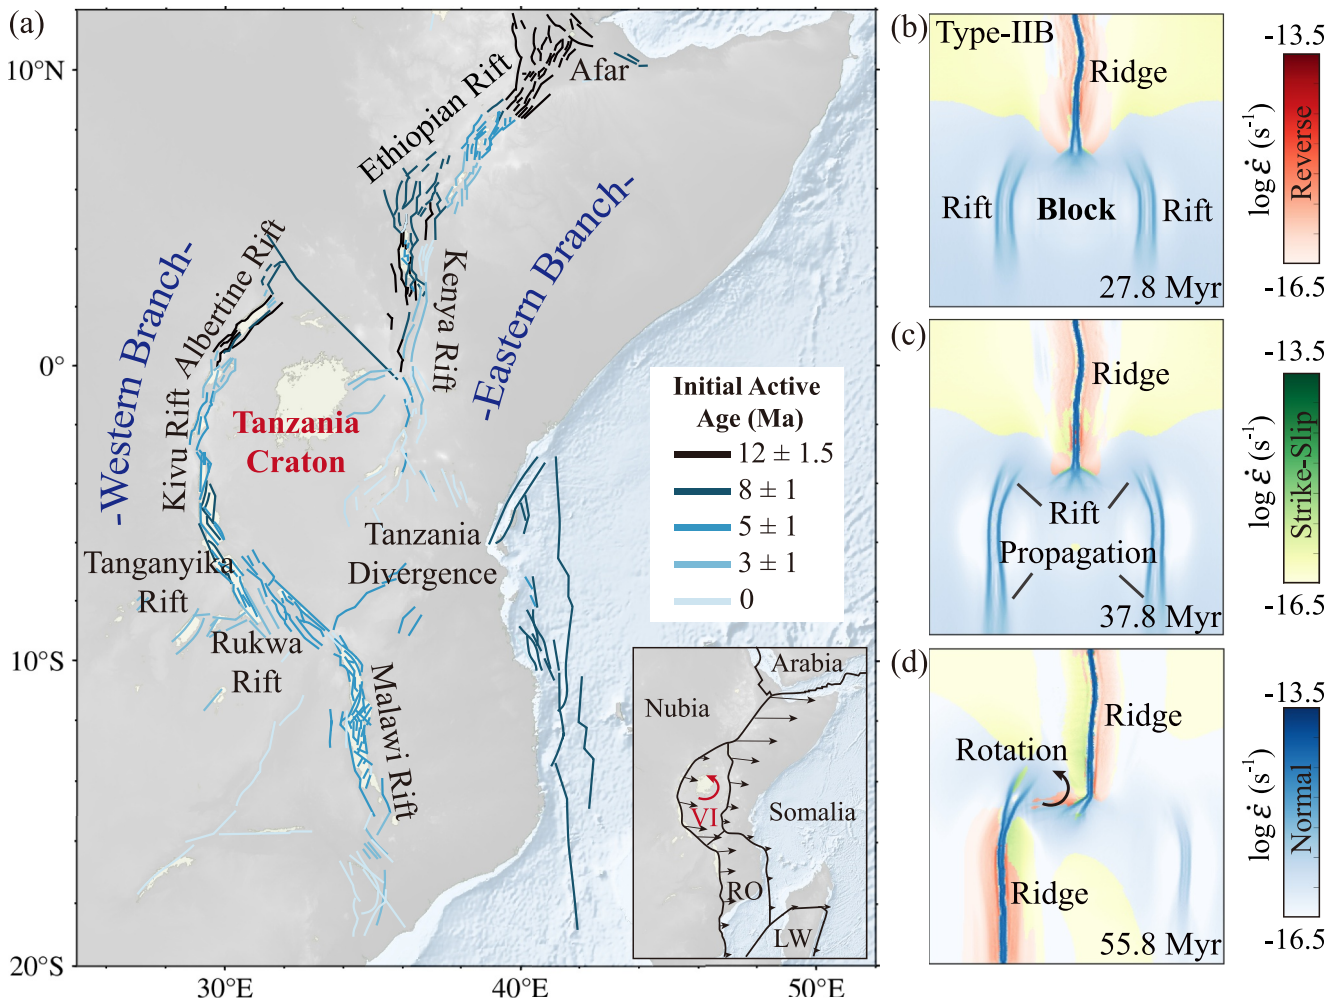 (a)
10°N
0°
10°S
20°S
30°E
40°E
50°E
Afar
Ethiopian Rift
-Western Branch-
Albertine Rift
Kenya Rift
-Eastern Branch-
Kivu Rift
Tanzania
Craton
Tanganyika
Rift
Tanzania
Divergence
Rukwa
Rift
Malawi Rift
Initial Active
Age (Ma)
12 ± 1.5
8 ± 1
5 ± 1
3 ± 1
0
Arabia
Nubia
Somalia
VI
RO
LW
(b)
Type-IIB
Ridge
Rift
Block
Rift
27.8 Myr
-13.5
log ε̇ (s⁻¹)
Reverse
-16.5
(c)
Ridge
Rift
Propagation
37.8 Myr
-13.5
log ε̇ (s⁻¹)
Strike-Slip
-16.5
(d)
Ridge
Rotation
Ridge
55.8 Myr
-13.5
log ε̇ (s⁻¹)
Normal
-16.5